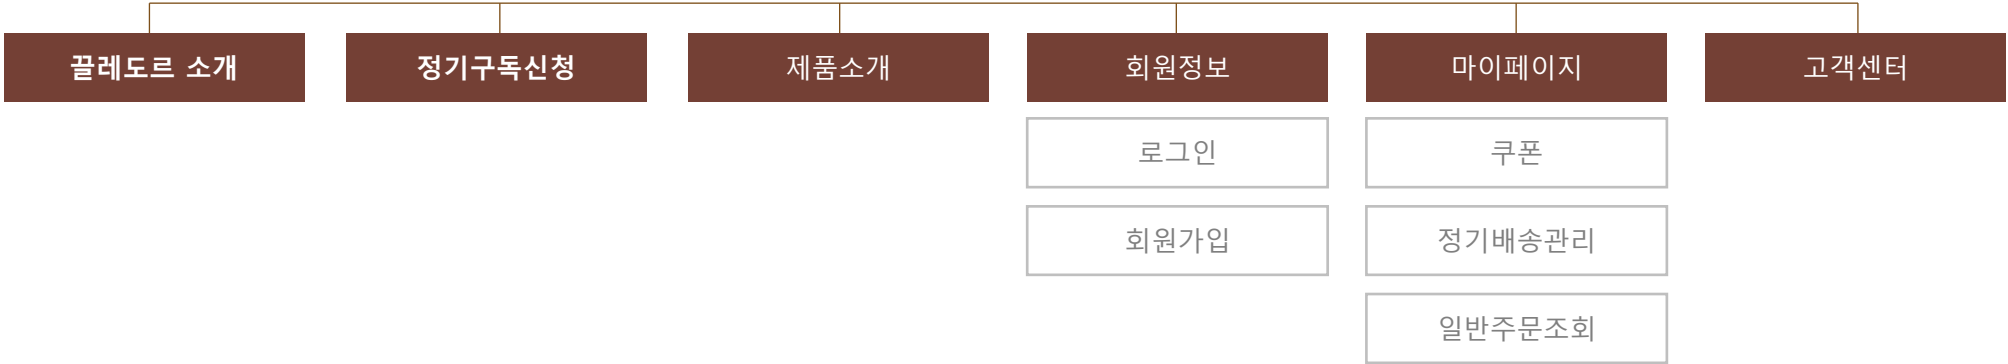 끌레도르 소개
정기구독신청
제품소개
회원정보
마이페이지
고객센터
로그인
쿠폰
회원가입
정기배송관리
일반주문조회